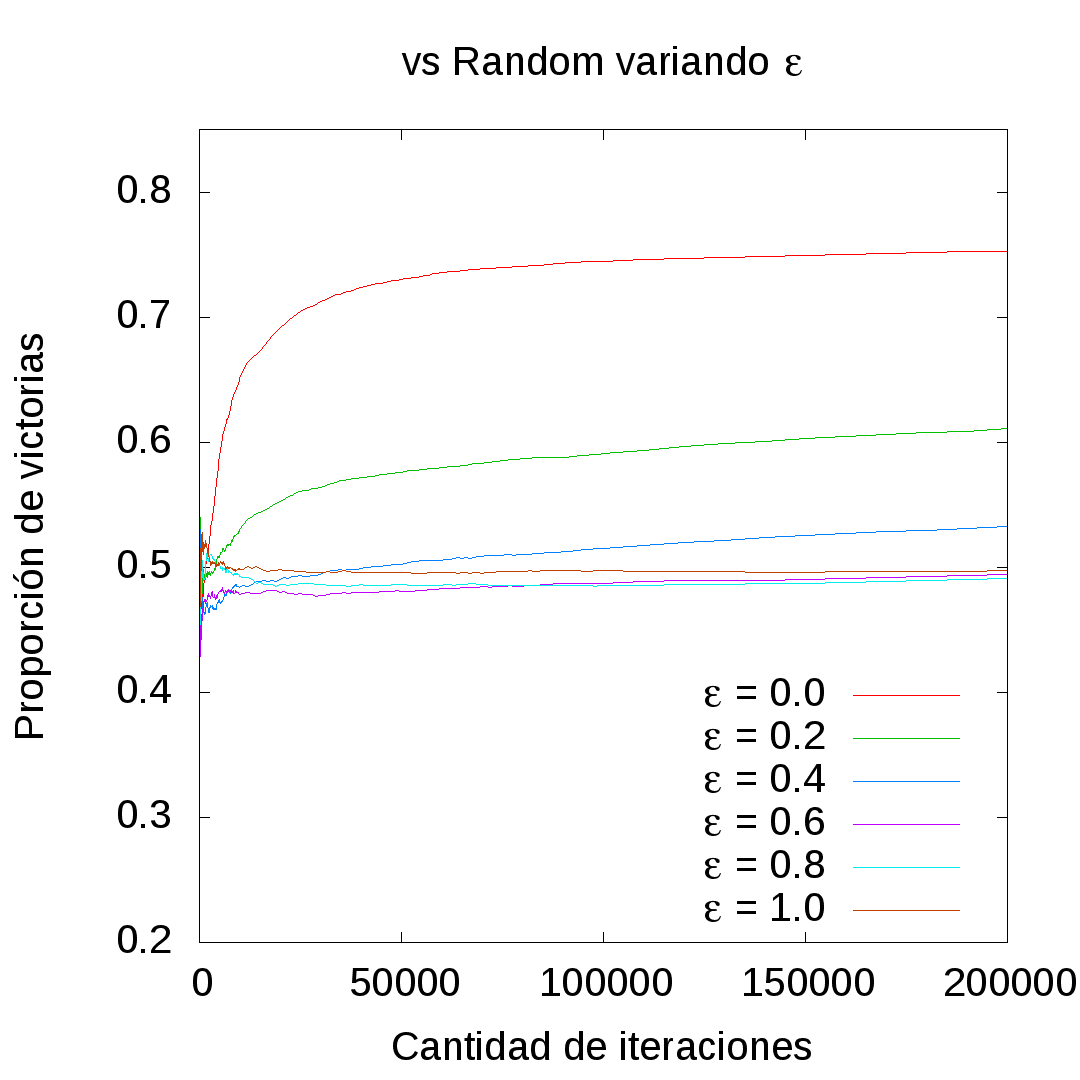 vs Random variando ε
Proporción de victorias
0.8
0.7
0.6
0.5
0.4
0.3
0.2
ε = 0.0
ε = 0.2
ε = 0.4
ε = 0.6
ε = 0.8
ε = 1.0
0 50000 100000 150000 200000
Cantidad de iteraciones